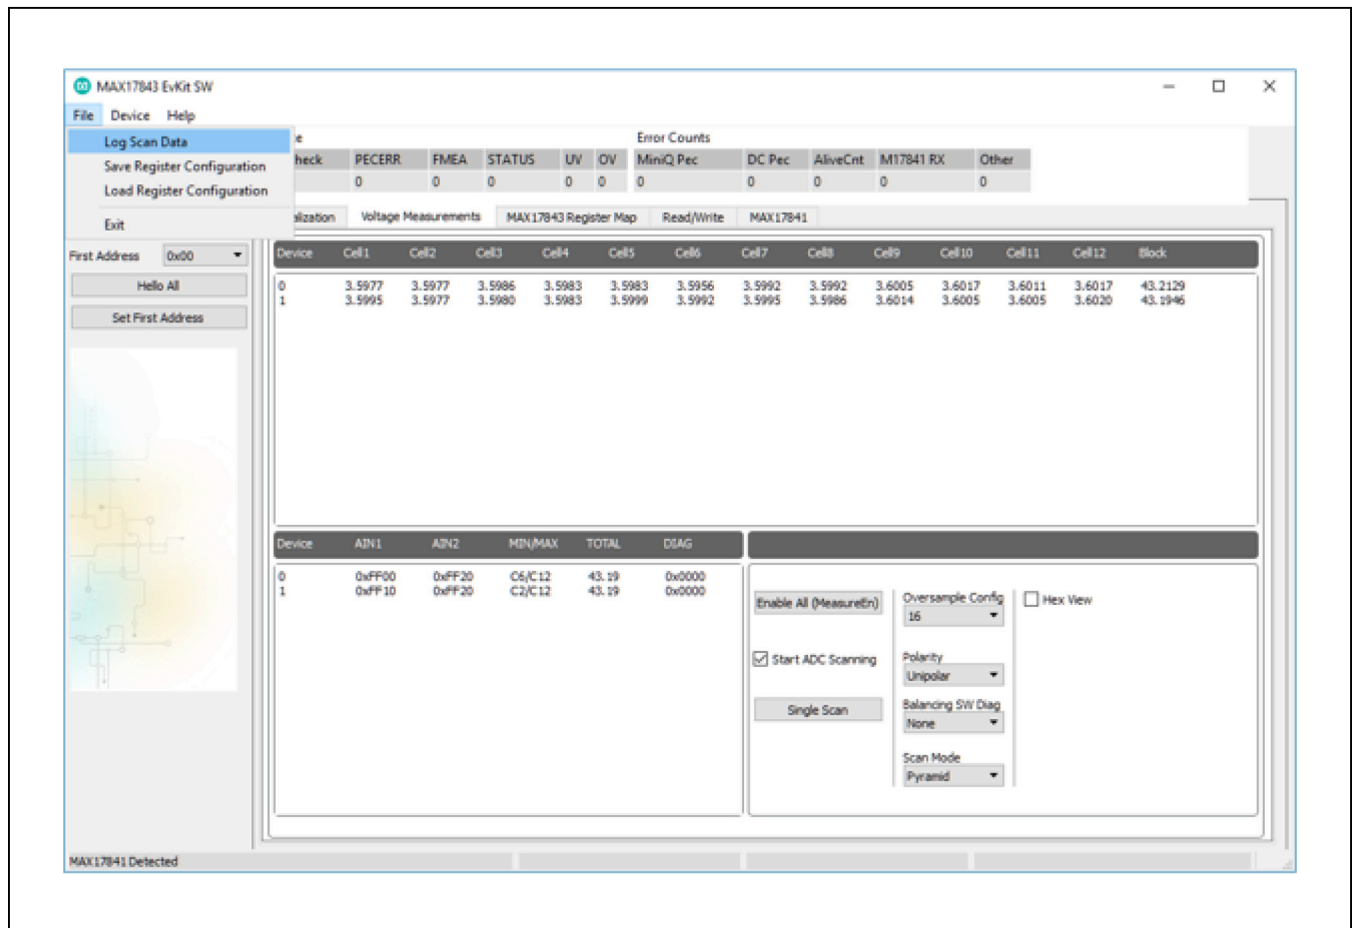 MAX17843 EvKit SW
File Device Help
Log Scan Data
Save Register Configuration
Load Register Configuration
Exit
Error Counts
heck PECERR FMEA STATUS UV OV MiniQ Pec DC Pec AliveCnt M17841 RX Other
0 0 0 0 0 0 0 0 0 0
alization Voltage Measurements MAX17843 Register Map Read/Write MAX17841
First Address 0x00
Hello All
Set First Address
Device Cell1 Cell2 Cell3 Cell4 Cell5 Cell6 Cell7 Cell8 Cell9 Cell10 Cell11 Cell12 Block
0 3.5977 3.5977 3.5986 3.5983 3.5983 3.5956 3.5992 3.5992 3.6005 3.6017 3.6011 3.6017 43.2129
1 3.5995 3.5977 3.5980 3.5983 3.5999 3.5992 3.5995 3.5986 3.6014 3.6005 3.6005 3.6020 43.1946
Device AIN1 AIN2 MIN/MAX TOTAL DIAG
0 0xFF00 0xFF20 C6/C12 43.19 0x0000
1 0xFF10 0xFF20 C2/C12 43.19 0x0000
Enable All (MeasureEn)
Start ADC Scanning
Single Scan
Oversample Config
16
Polarity
Unipolar
Balancing SW Diag
None
Scan Mode
Pyramid
Hex View
MAX17841 Detected